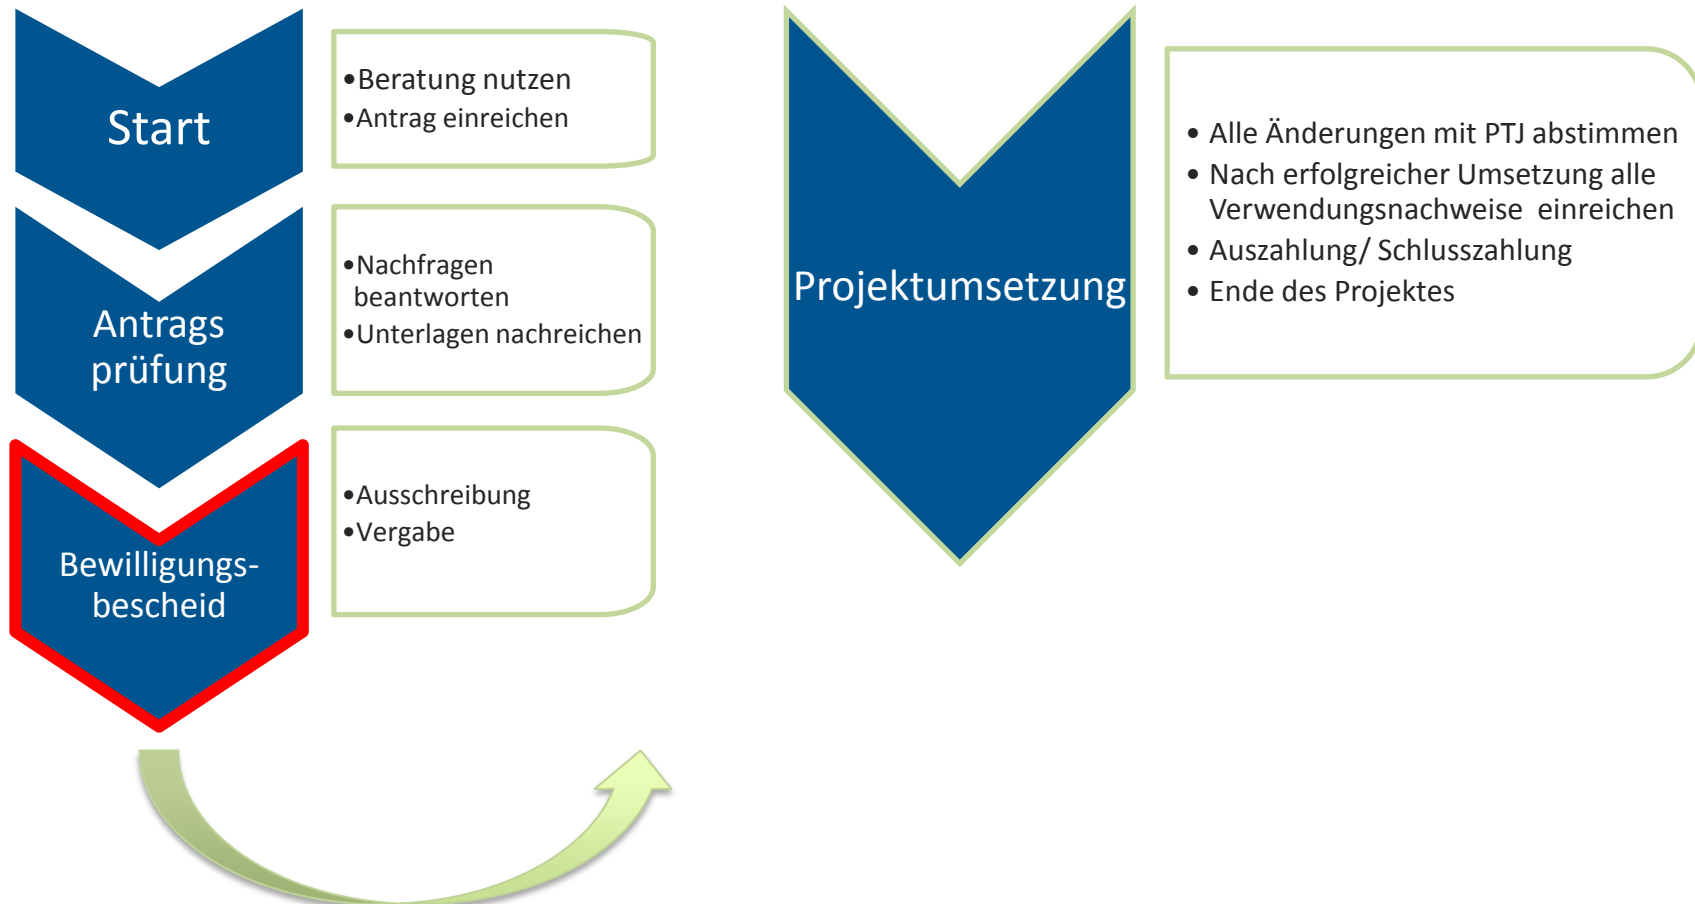 Start
•Beratung nutzen
•Antrag einreichen
Antrags
prüfung
•Nachfragen
beantworten
•Unterlagen nachreichen
Bewilligungs-
bescheid
•Ausschreibung
•Vergabe
Projektumsetzung
• Alle Änderungen mit PTJ abstimmen
• Nach erfolgreicher Umsetzung alle
Verwendungsnachweise einreichen
• Auszahlung/ Schlusszahlung
• Ende des Projektes